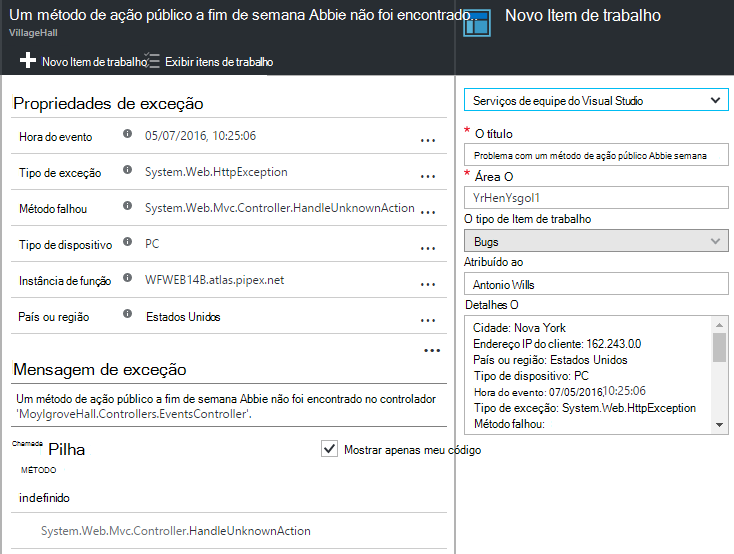 Um método de ação público a fim de semana Abbie não foi encontrado...
VillageHall
Novo Item de trabalho
Exibir itens de trabalho
Propriedades de exceção
Hora do evento
05/07/2016, 10:25:06
...
Tipo de exceção
System.Web.HttpException
...
Método falhou
System.Web.Mvc.Controller.HandleUnknownAction
...
Tipo de dispositivo
PC
...
Instância de função
WFWEB14B.atlas.pipex.net
...
País ou região
Estados Unidos
...
...
Mensagem de exceção
Um método de ação público a fim de semana Abbie não foi encontrado no controlador
'MoylgroveHall.Controllers.EventsController'.
Chamada Pilha
Mostrar apenas meu código
MÉTODO
indefinido
System.Web.Mvc.Controller.HandleUnknownAction
Novo Item de trabalho
Serviços de equipe do Visual Studio
* O título
Problema com um método de ação público Abbie semana
* Área O
YrHenYsgol1
O tipo de Item de trabalho
Bugs
Atribuído ao
Antonio Wills
Detalhes O
Cidade: Nova York
Endereço IP do cliente: 162.243.0.0
País ou região: Estados Unidos
Tipo de dispositivo: PC
Hora do evento: 07/05/2016, 10:25:06
Tipo de exceção: System.Web.HttpException
Método falhou: